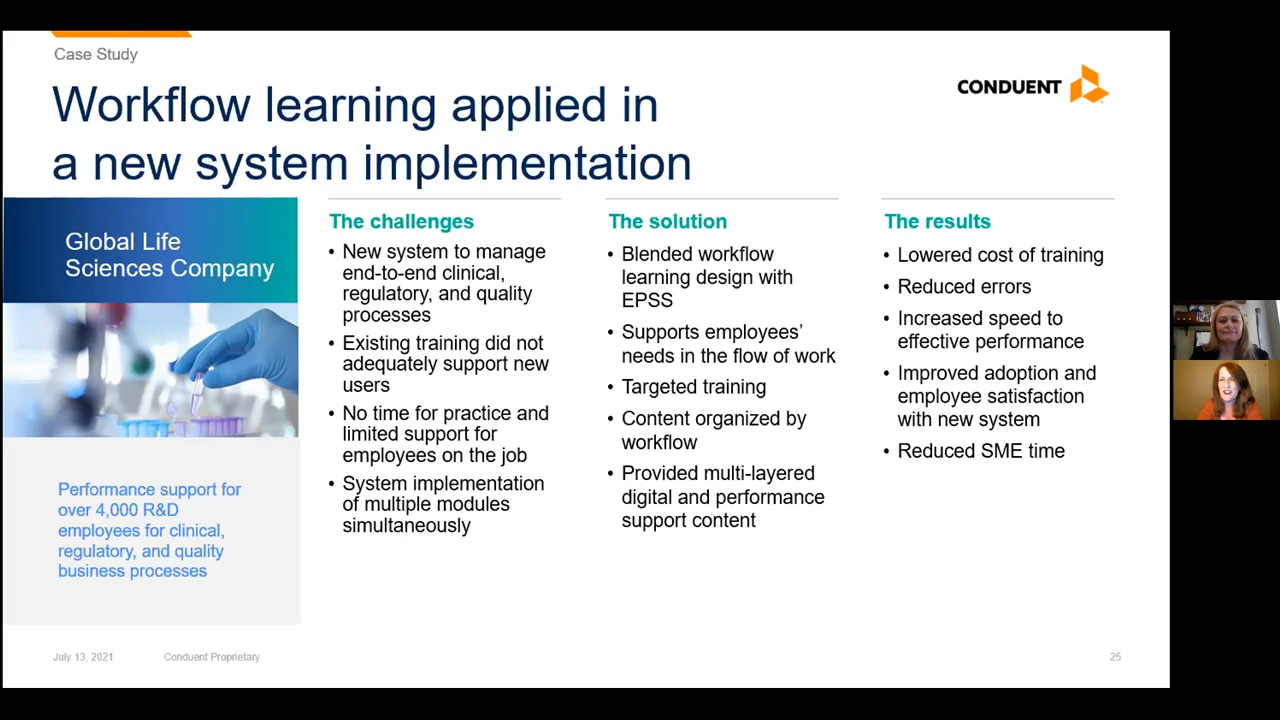 Case Study
CONDUENT
Workflow learning applied in
a new system implementation
Global Life
Sciences Company
Performance support for
over 4,000 R&D
employees for clinical,
regulatory, and quality
business processes
The challenges
• New system to manage
end-to-end clinical,
regulatory, and quality
processes
• Existing training did not
adequately support new
users
• No time for practice and
limited support for
employees on the job
• System implementation
of multiple modules
simultaneously
The solution
• Blended workflow
learning design with
EPSS
• Supports employees’
needs in the flow of work
• Targeted training
• Content organized by
workflow
• Provided multi-layered
digital and performance
support content
The results
• Lowered cost of training
• Reduced errors
• Increased speed to
effective performance
• Improved adoption and
employee satisfaction
with new system
• Reduced SME time
July 13, 2021
Conduent Proprietary
25